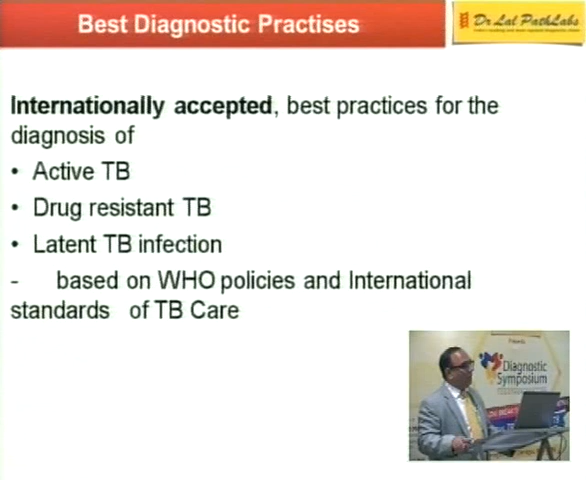 Best Diagnostic Practises
Dr Lal PathLabs
Internationally accepted, best practices for the
diagnosis of
• Active TB
• Drug resistant TB
• Latent TB infection
- based on WHO policies and International
standards of TB Care
Diagnostic
Symposium